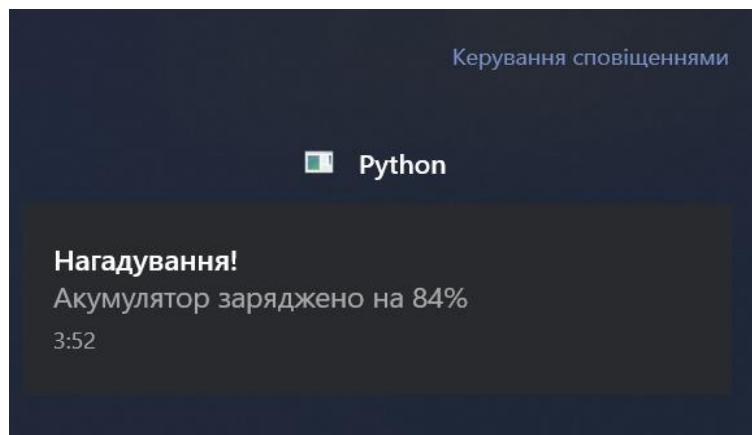 Керування сповіщеннями
Python
Нагадування!
Акумулятор заряджено на 84%
3:52